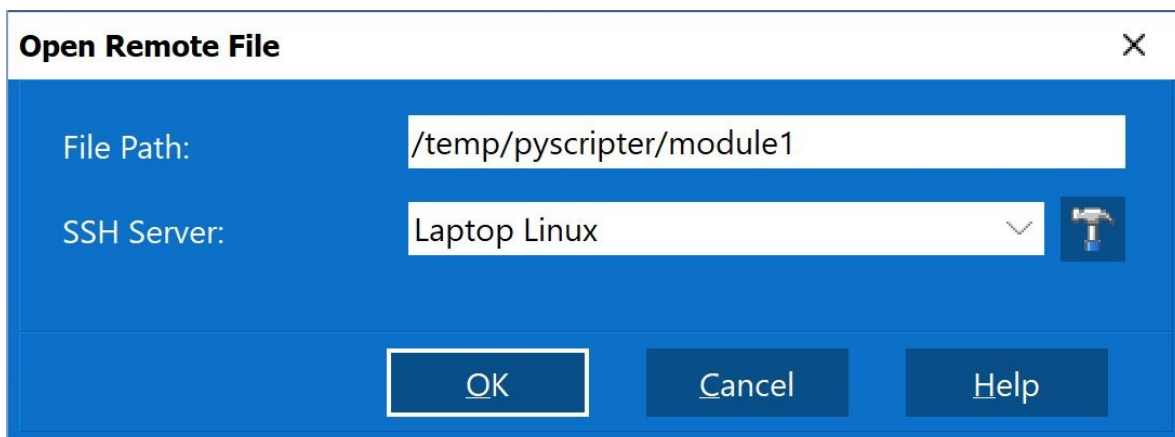 Open Remote File
File Path: /temp/pyscripter/module1
SSH Server: Laptop Linux
OK Cancel Help